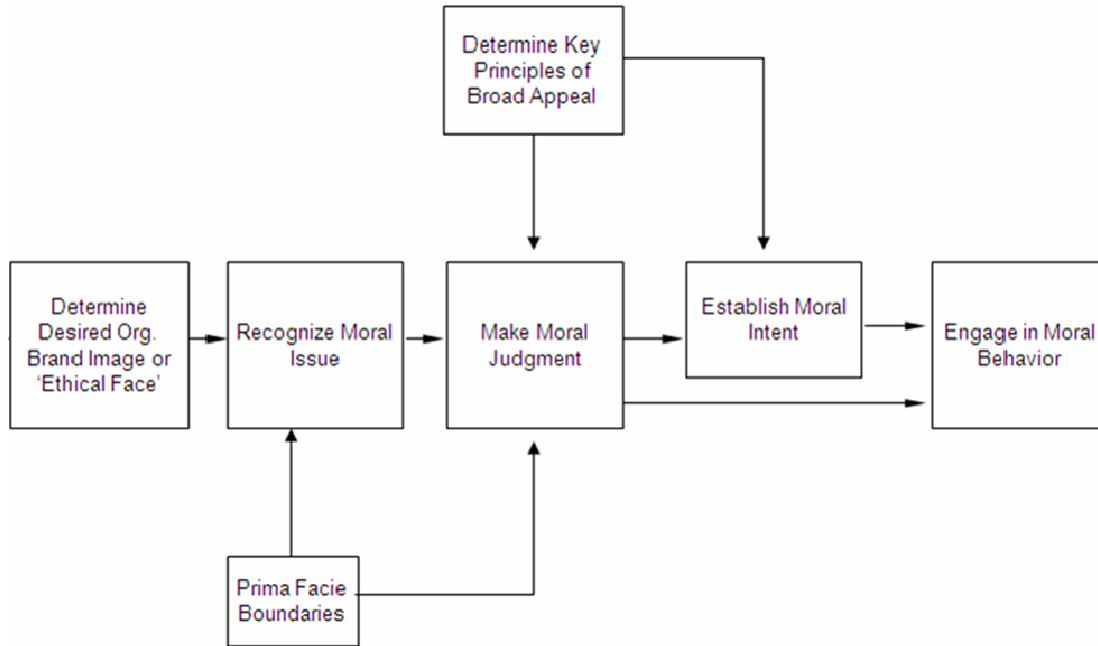 Determine Key
Principles of
Broad Appeal
Determine
Desired Org.
Brand Image or
‘Ethical Face’
Recognize Moral
Issue
Make Moral
Judgment
Establish Moral
Intent
Engage in Moral
Behavior
Prima Facie
Boundaries